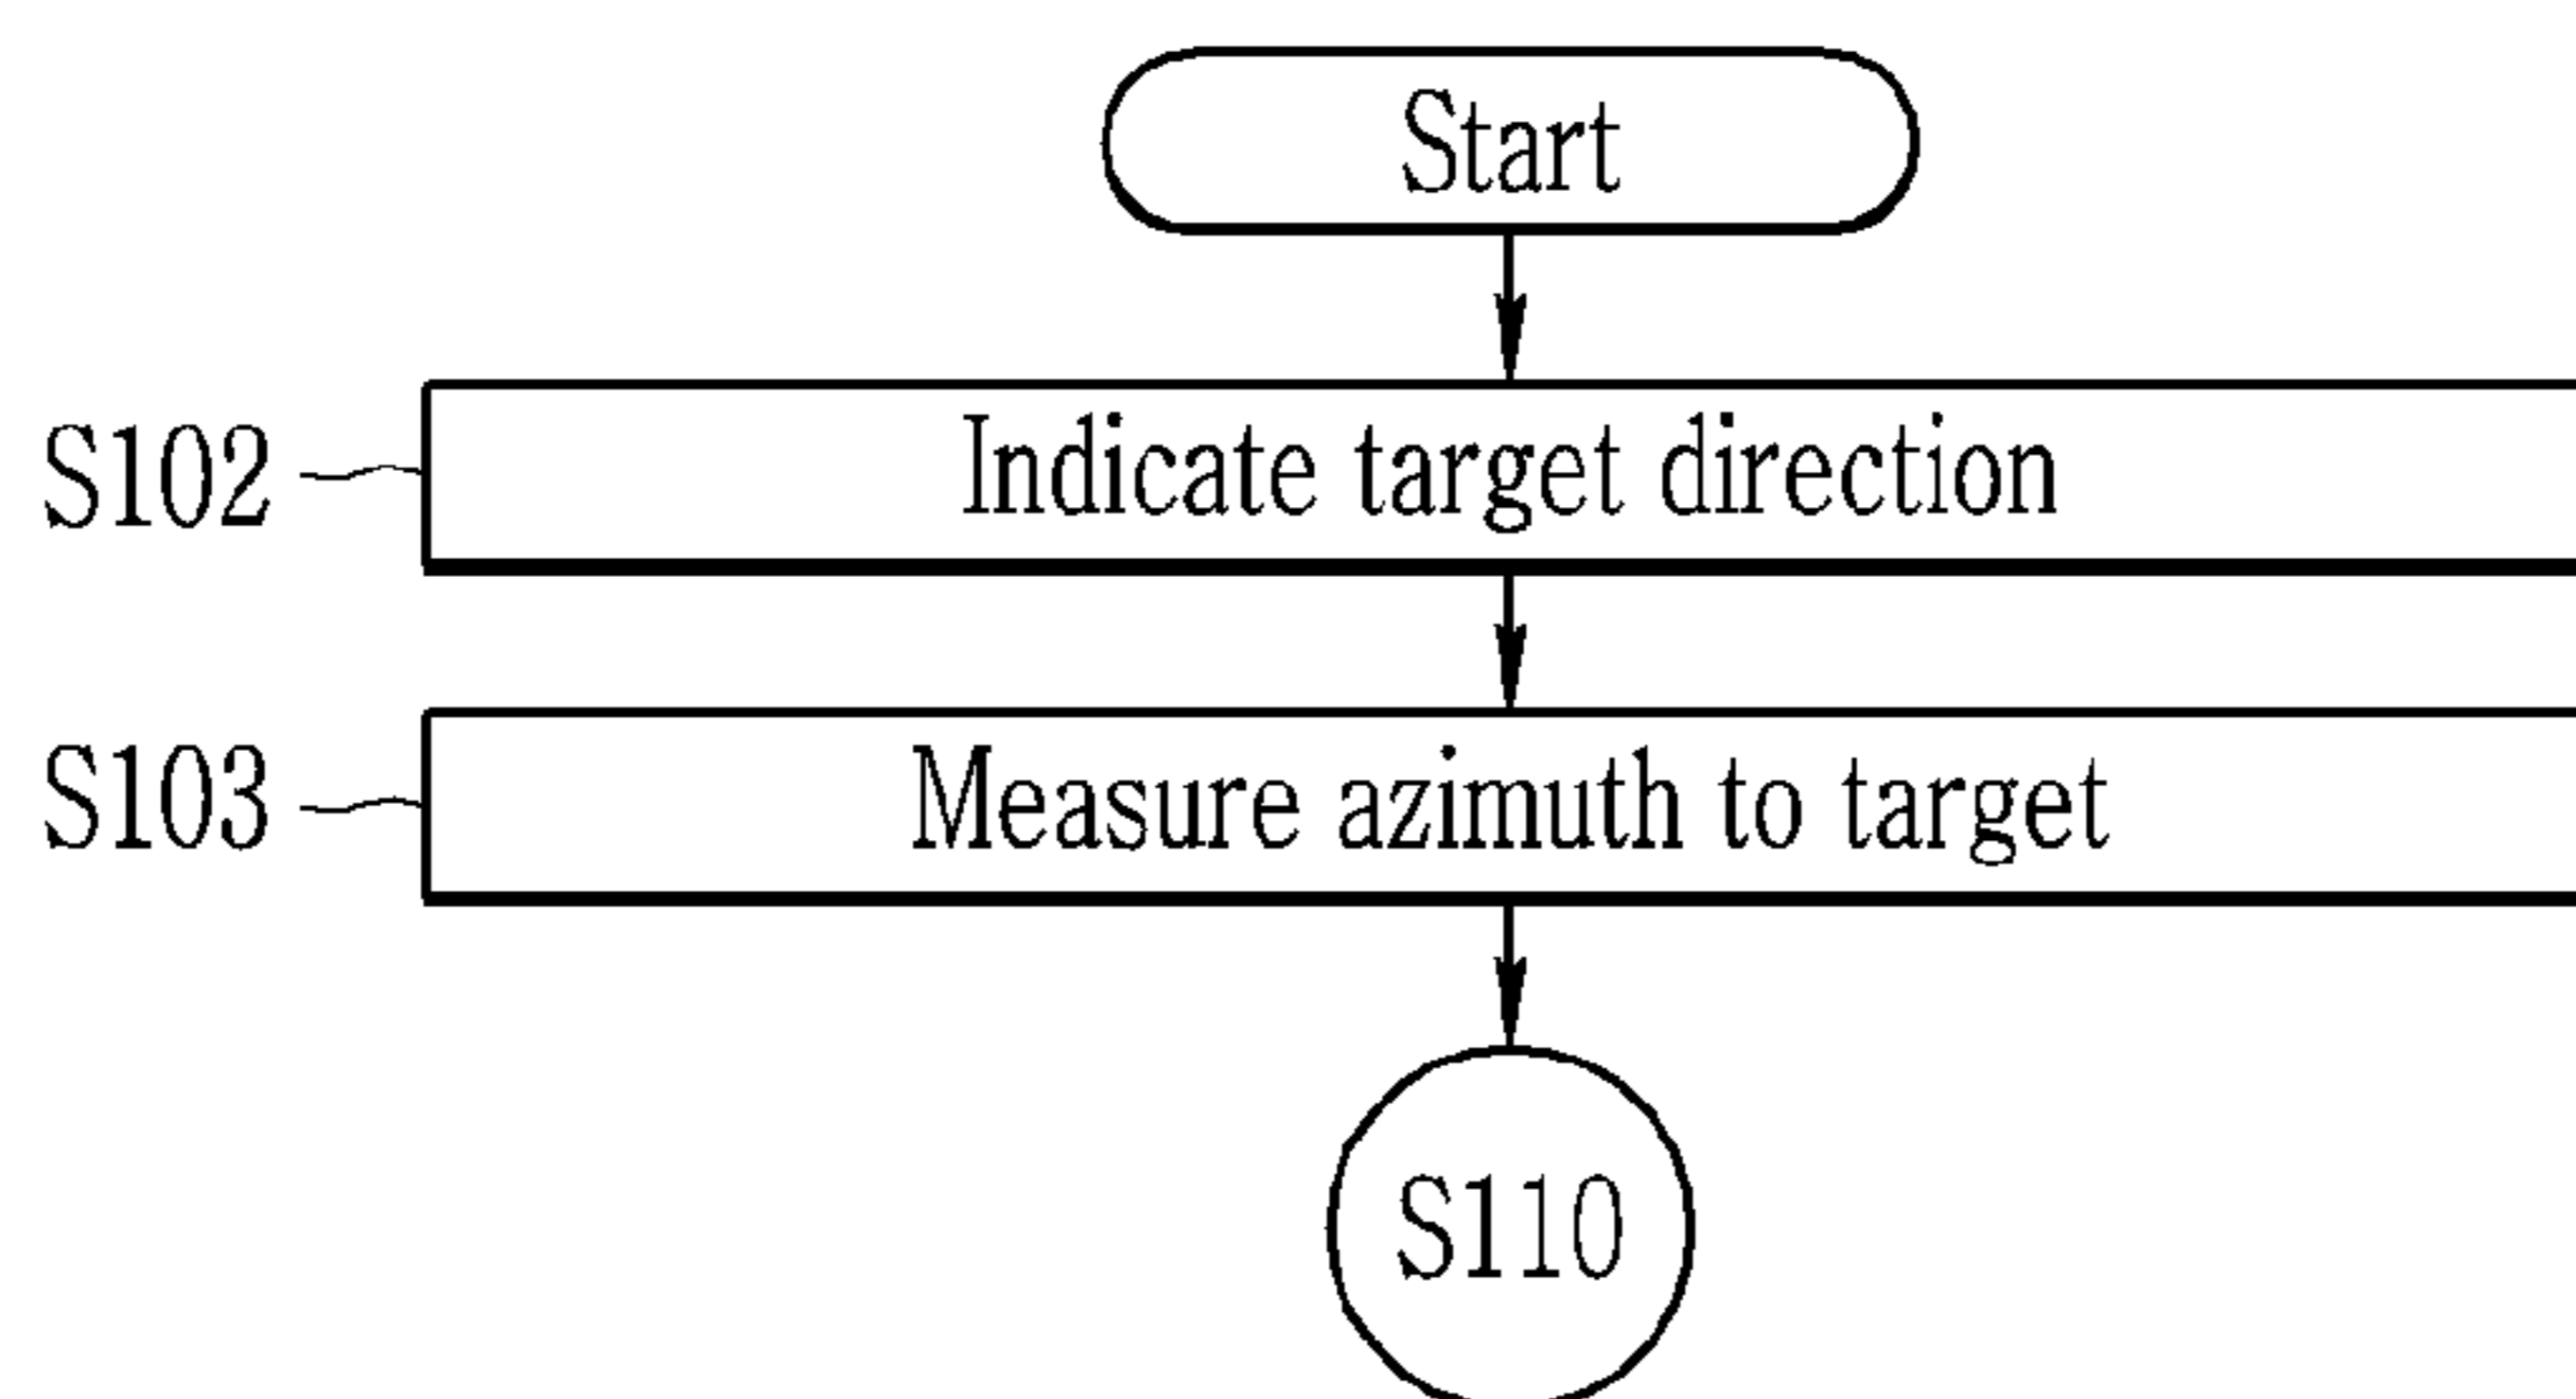 Start
S102 Indicate target direction
S103 Measure azimuth to target
S110